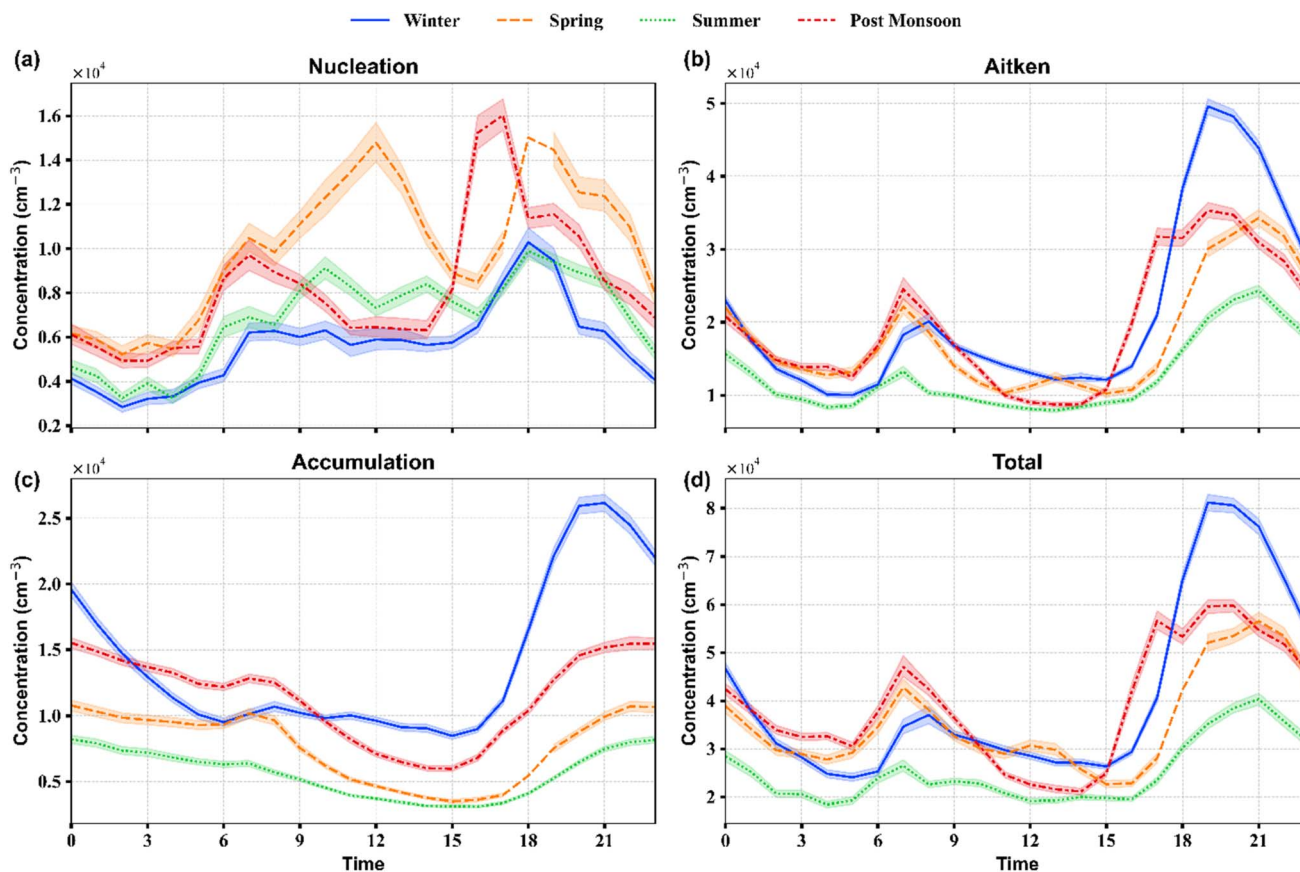 Winter Spring Summer Post Monsoon
(a) Nucleation
×10⁴
1.6
1.4
1.2
1.0
0.8
0.6
0.4
0.2
Concentration (cm⁻³)
(b) Aitken
×10⁴
5
4
3
2
1
Concentration (cm⁻³)
(c) Accumulation
×10⁴
2.5
2.0
1.5
1.0
0.5
Concentration (cm⁻³)
0 3 6 9 12 15 18 21
Time
(d) Total
×10⁴
8
7
6
5
4
3
2
Concentration (cm⁻³)
0 3 6 9 12 15 18 21
Time